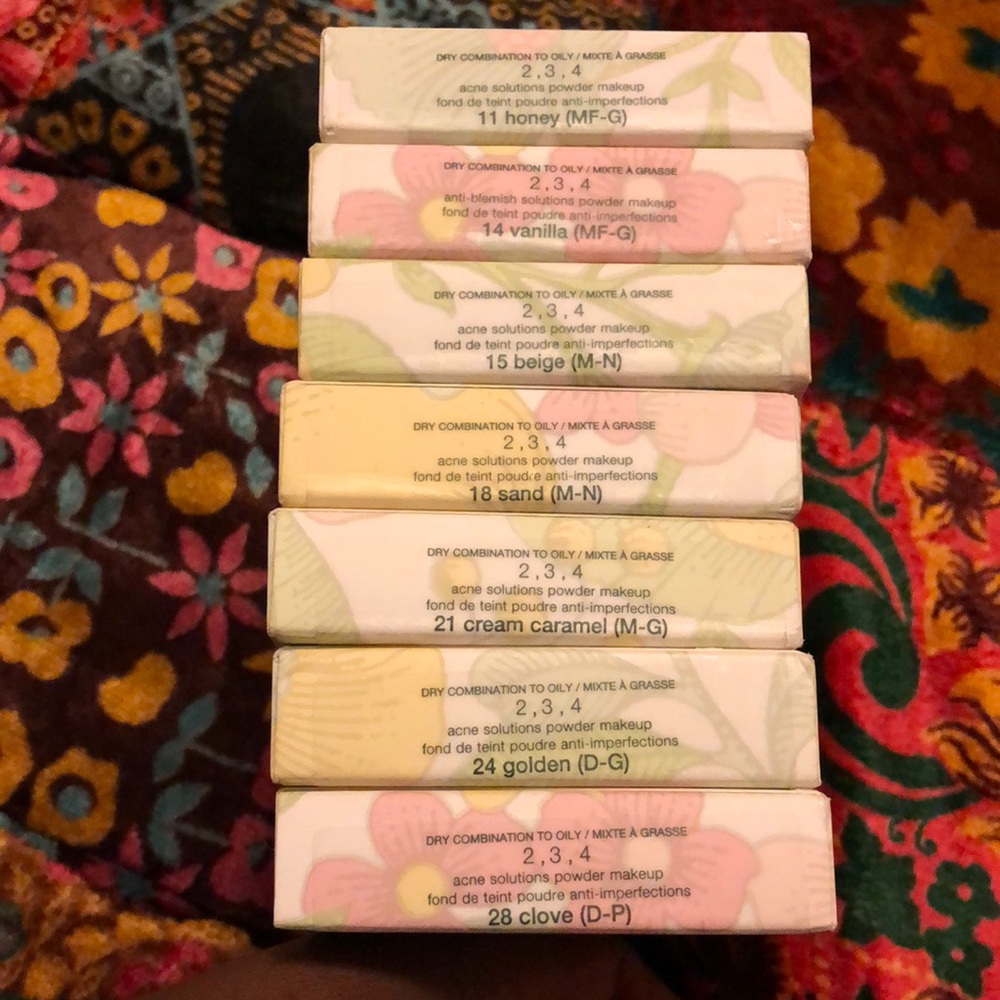 DRY COMBINATION TO OILY / MIXTE À GRASSE
2,3,4
acne solutions powder makeup
fond de teint poudre anti-imperfections
11 honey (MF-G)
DRY COMBINATION TO OILY / MIXTE À GRASSE
2,3,4
anti-blemish solutions powder makeup
fond de teint poudre anti-imperfections
14 vanilla (MF-G)
DRY COMBINATION TO OILY / MIXTE À GRASSE
2,3,4
acne solutions powder makeup
fond de teint poudre anti-imperfections
15 beige (M-N)
DRY COMBINATION TO OILY / MIXTE À GRASSE
2,3,4
acne solutions powder makeup
fond de teint poudre anti-imperfections
18 sand (M-N)
DRY COMBINATION TO OILY / MIXTE À GRASSE
2,3,4
acne solutions powder makeup
fond de teint poudre anti-imperfections
21 cream caramel (M-G)
DRY COMBINATION TO OILY / MIXTE À GRASSE
2,3,4
acne solutions powder makeup
fond de teint poudre anti-imperfections
24 golden (D-G)
DRY COMBINATION TO OILY / MIXTE À GRASSE
2,3,4
acne solutions powder makeup
fond de teint poudre anti-imperfections
28 clove (D-P)